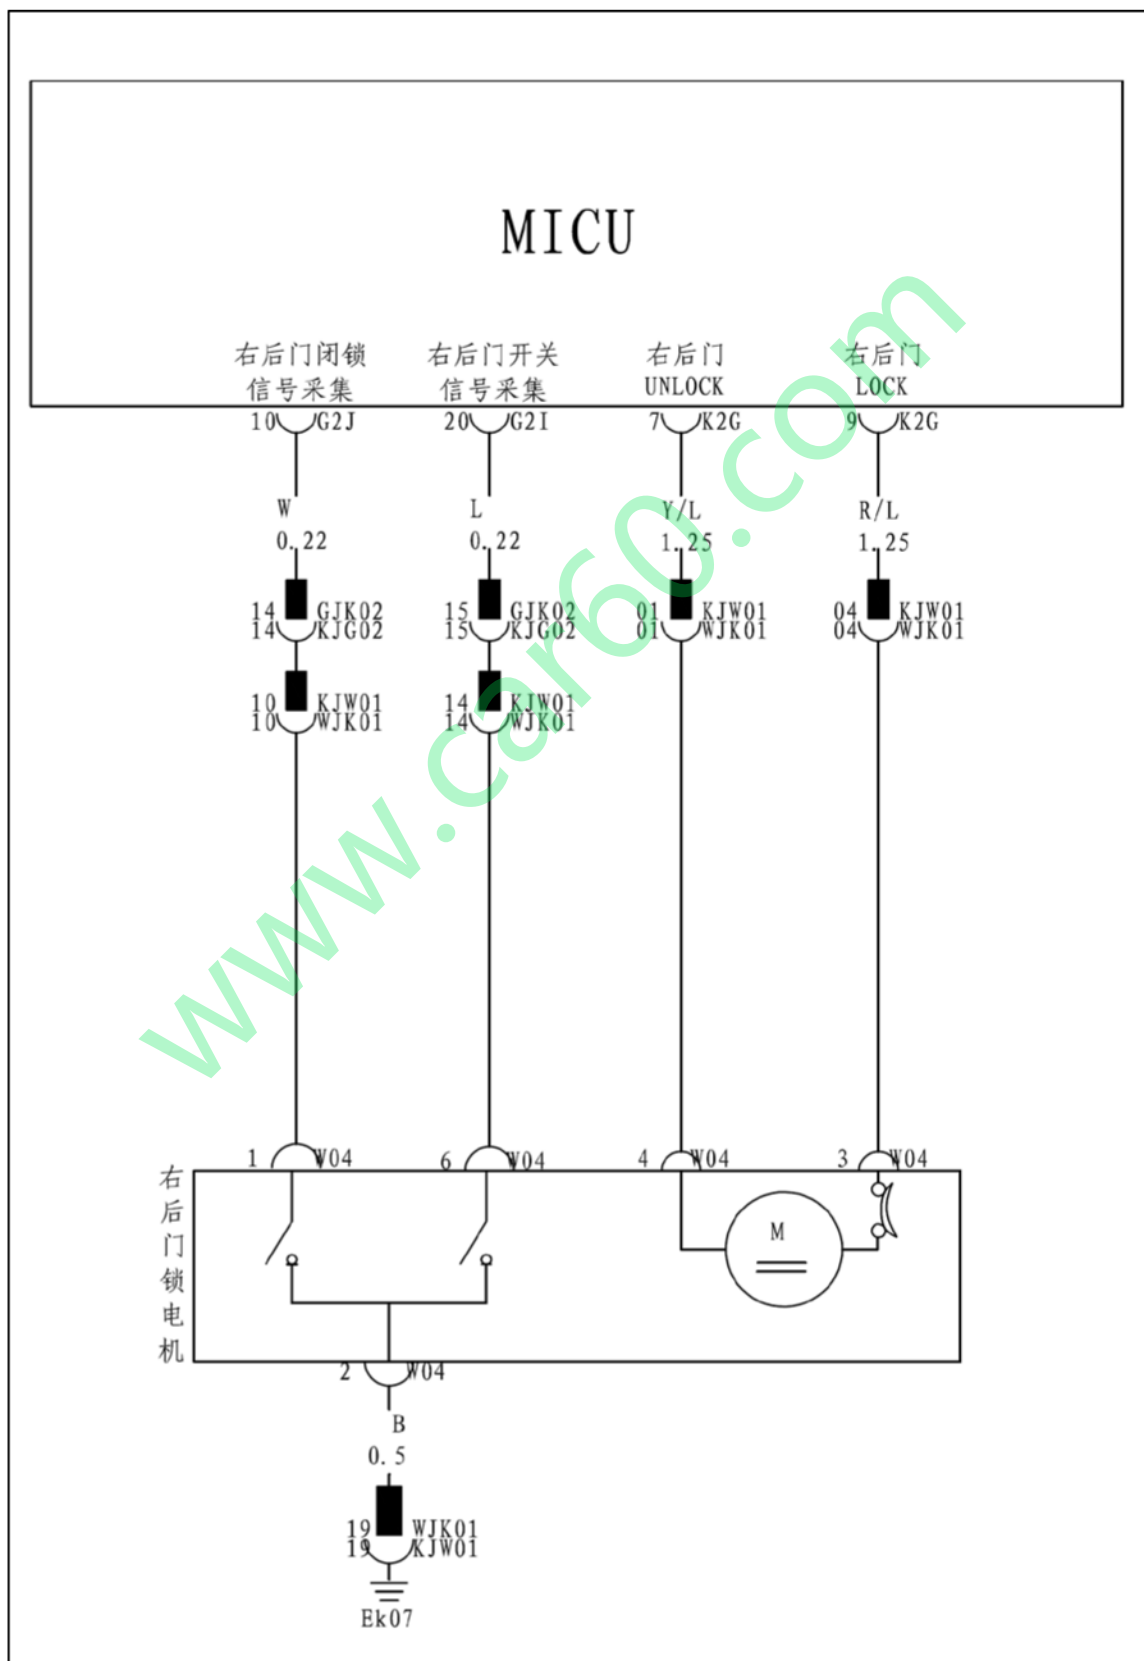 MICU
右后门闭锁
信号采集
右后门开关
信号采集
右后门
UNLOCK
右后门
LOCK
10 G2J
20 G2I
7 K2G
9 K2G
W
L
Y/L
R/L
0.22
0.22
1.25
1.25
14 GJK02
14 KJG02
15 GJK02
15 KJG02
01 KJW01
01 WJK01
04 KJW01
04 WJK01
10 KJW01
10 WJK01
14 KJW01
14 WJK01
www.car60.com
1 W04
6 W04
4 W04
3 W04
右后门锁电机
M
2 W04
B
0.5
19 WJK01
19 KJW01
Ek07